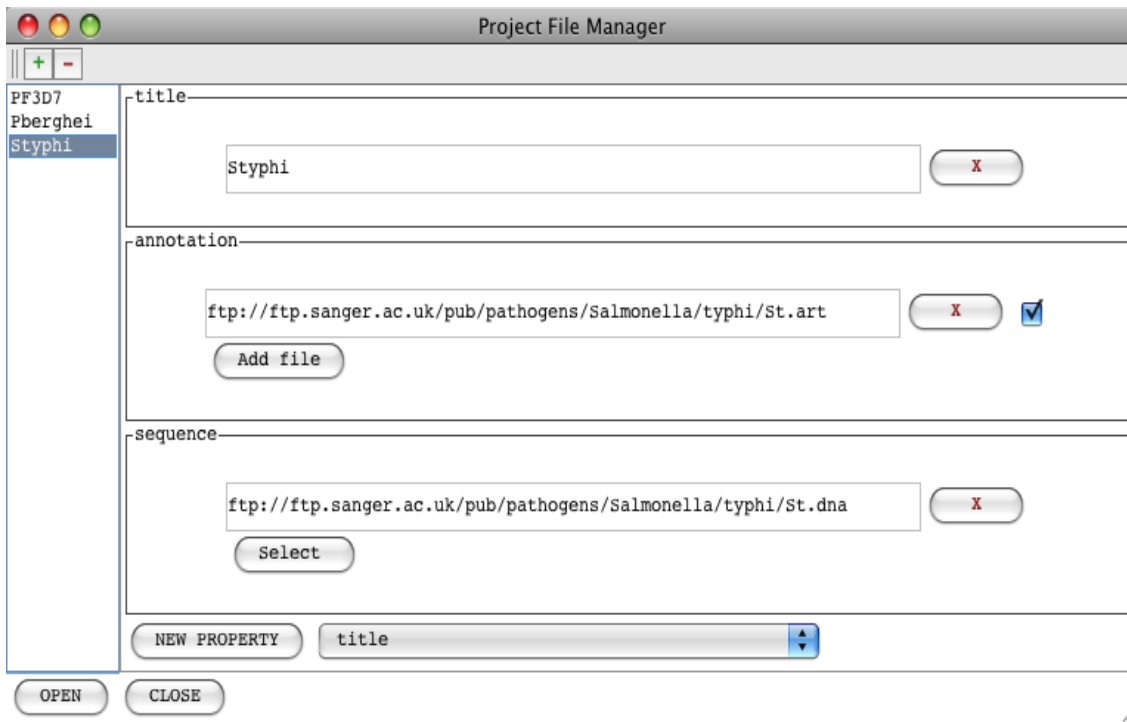 Project File Manager
+ -
PF3D7
Pberghei
Styphi
title
Styphi
X
annotation
ftp://ftp.sanger.ac.uk/pub/pathogens/Salmonella/typhi/St.art
X
Add file
sequence
ftp://ftp.sanger.ac.uk/pub/pathogens/Salmonella/typhi/St.dna
X
Select
NEW PROPERTY title
OPEN CLOSE